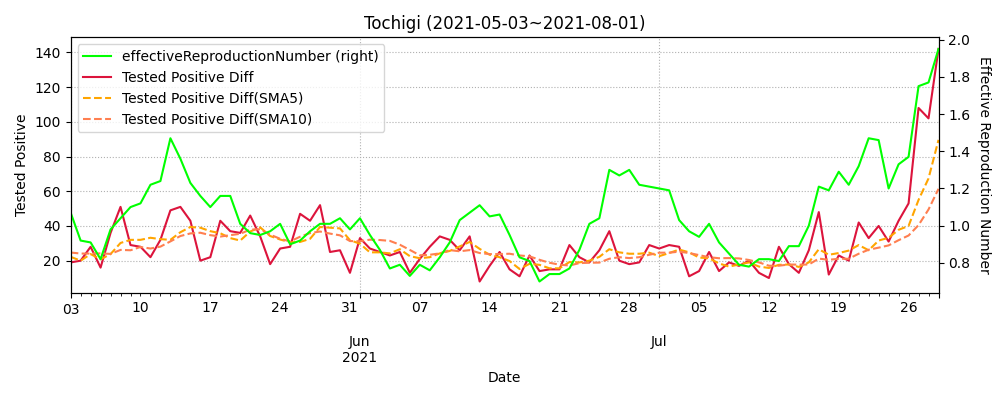 Tochigi (2021-05-03~2021-08-01)
effectiveReproductionNumber (right)
Tested Positive Diff
Tested Positive Diff(SMA5)
Tested Positive Diff(SMA10)
Tested Positive
140
120
100
80
60
40
20
2.0
1.8
1.6
1.4
1.2
1.0
0.8
Effective Reproduction Number
03 10 17 24 31 07 14 21 28 05 12 19 26
Jun Jul
2021
Date